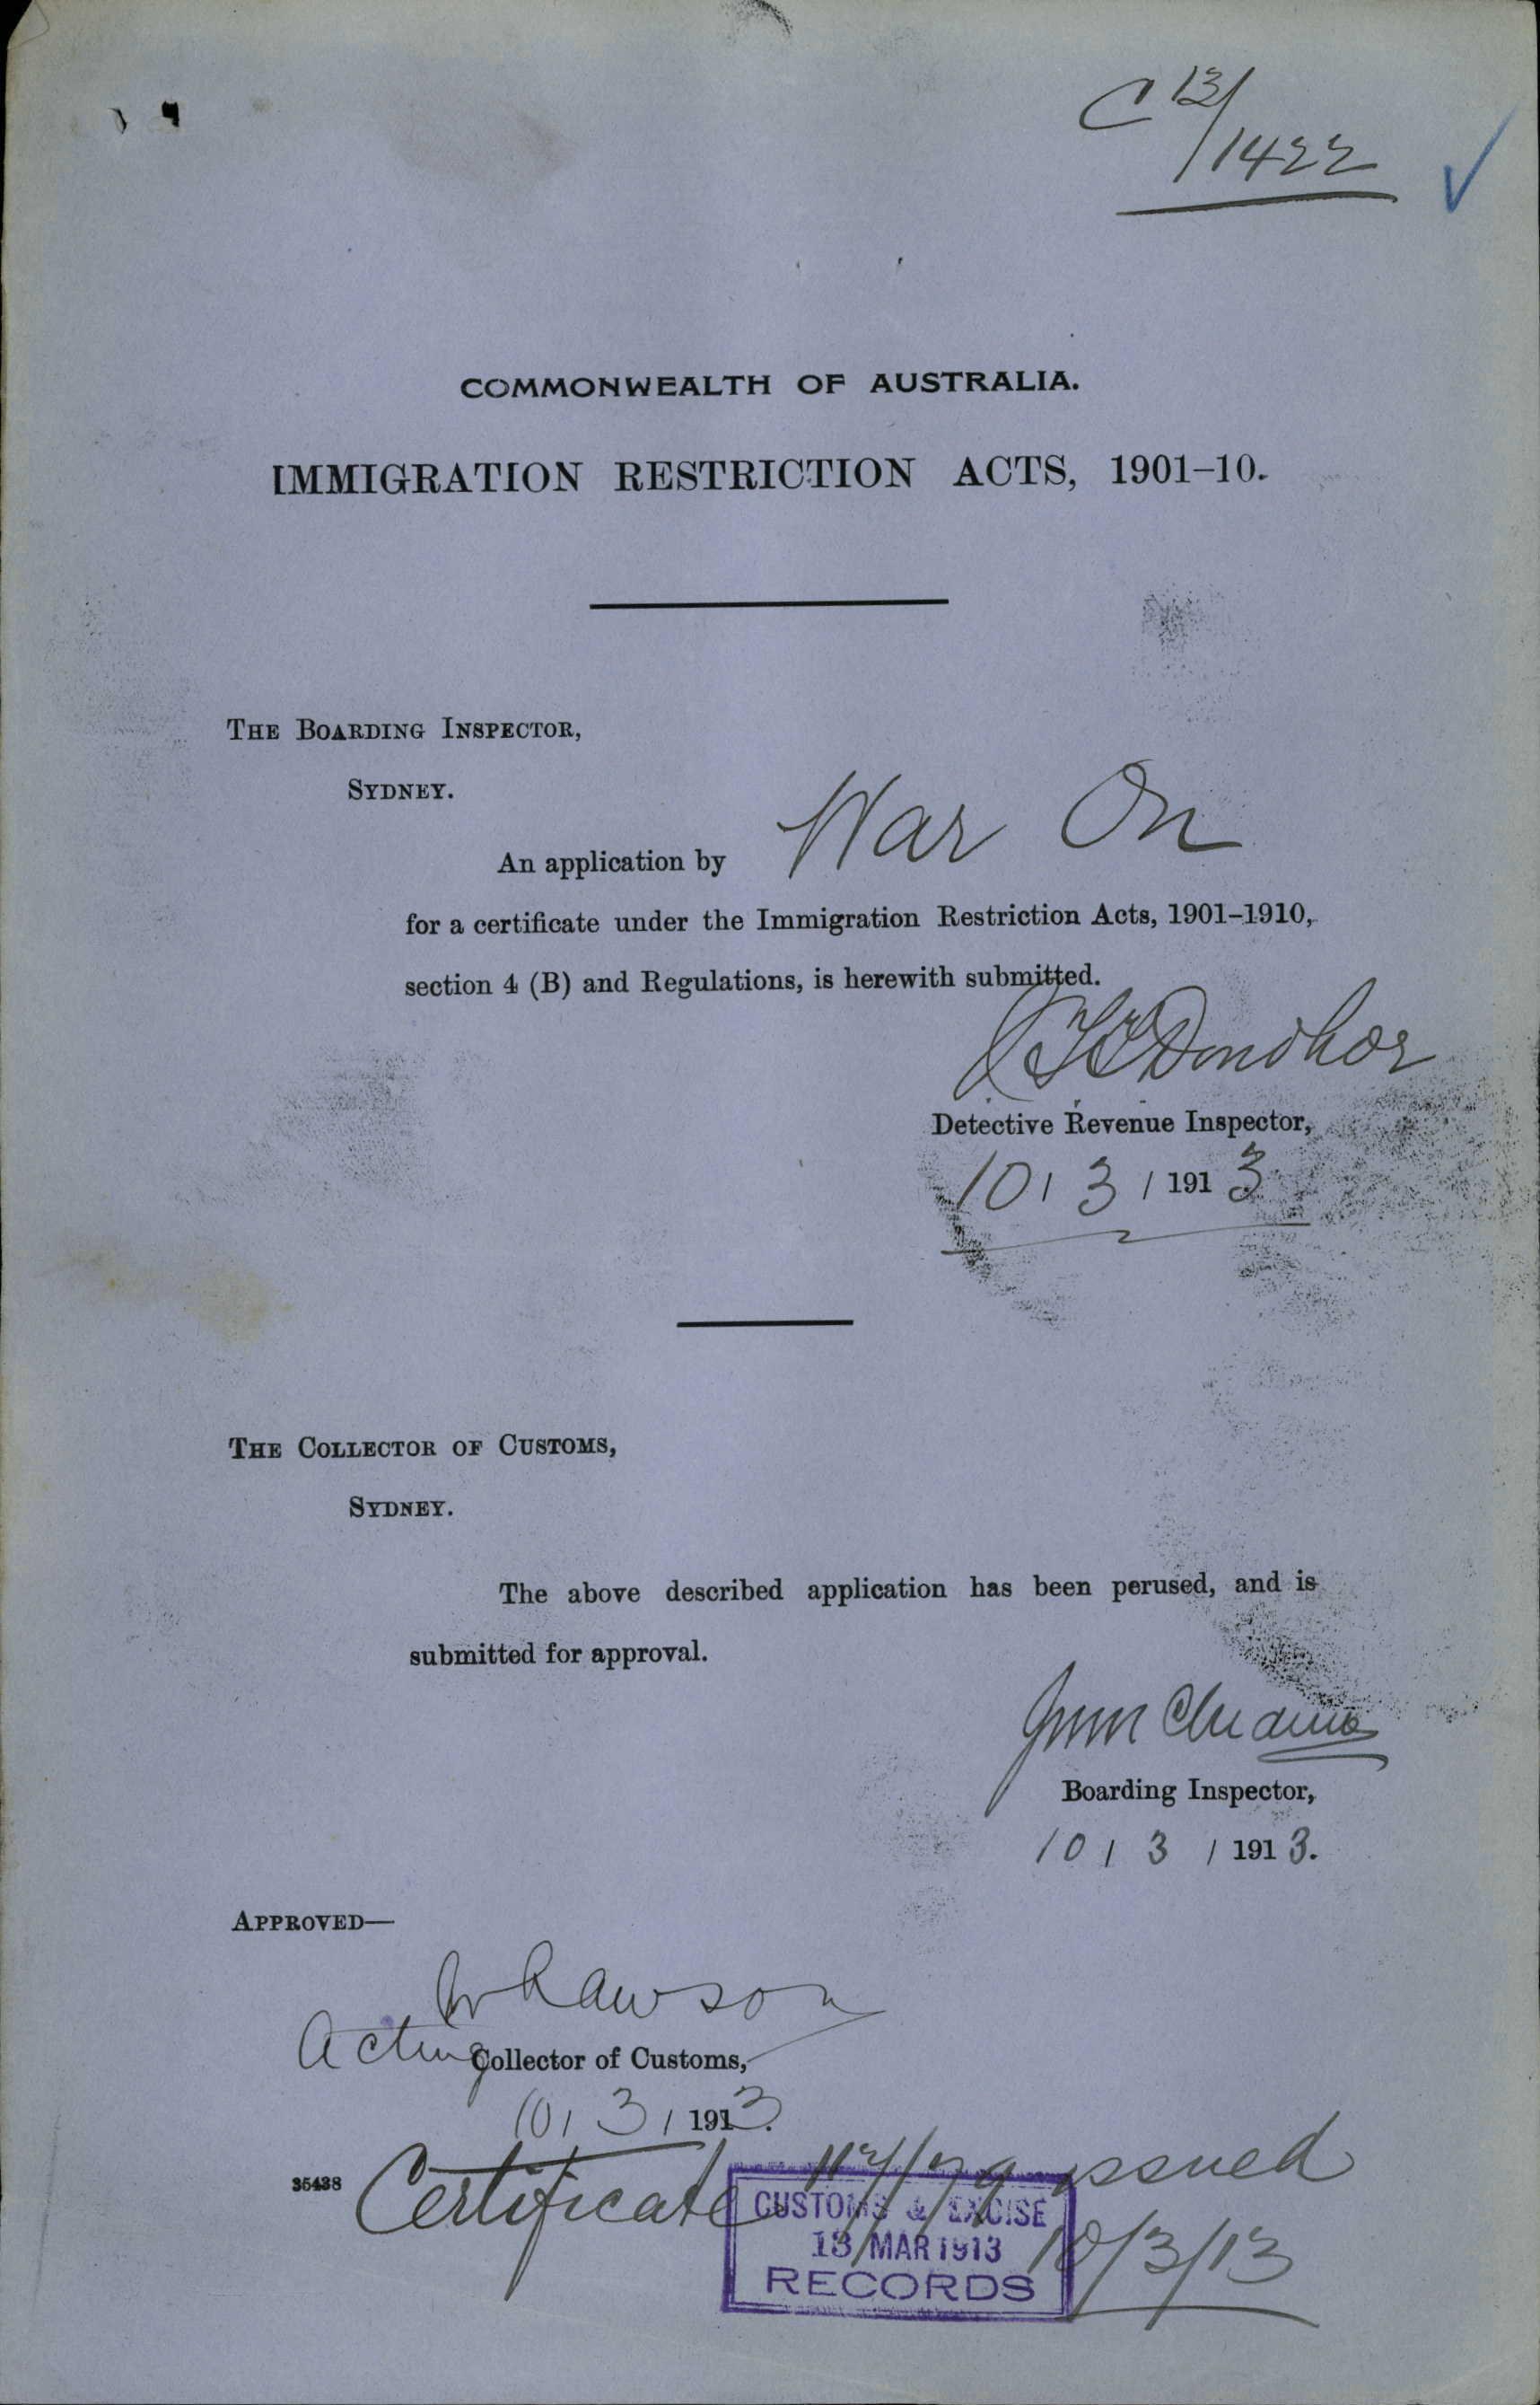 C 13/
1422
COMMONWEALTH OF AUSTRALIA.
IMMIGRATION RESTRICTION ACTS, 1901-10.
THE BOARDING INSPECTOR,
SYDNEY.
An application by War On
for a certificate under the Immigration Restriction Acts, 1901-1910,
section 4 (B) and Regulations, is herewith submitted.
Donohoe
Detective Revenue Inspector,
10 / 3 / 1913
THE COLLECTOR OF CUSTOMS,
SYDNEY.
The above described application has been perused, and is
submitted for approval.
Boarding Inspector,
10 / 3 / 1913.
APPROVED—
Acting Collector of Customs,
10 / 3 / 1913.
35438
Certificate issued
CUSTOMS & EXCISE
13 MAR 1913
RECORDS
10/3/13